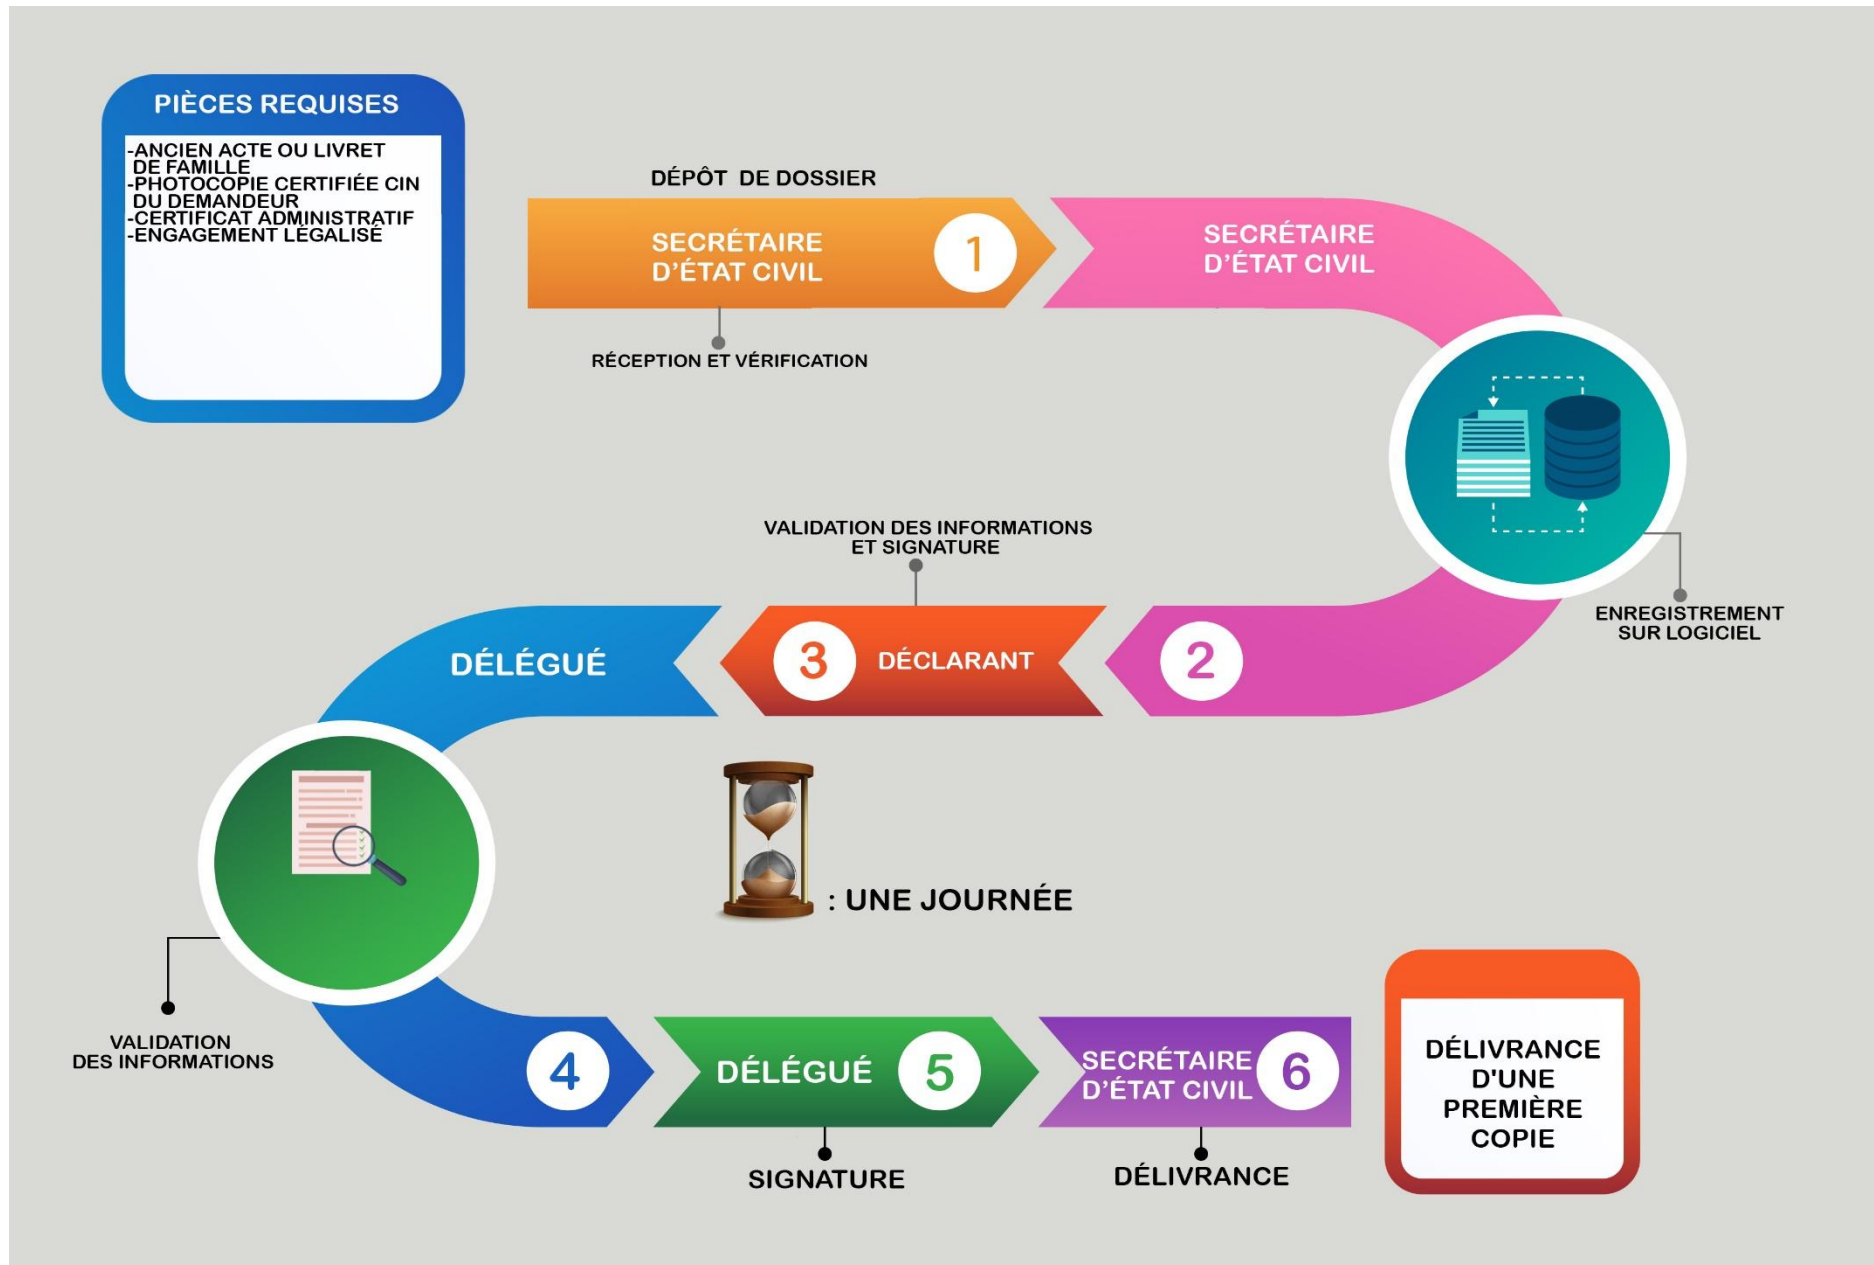 PIÈCES REQUISES
-ANCIEN ACTE OU LIVRET
DE FAMILLE
-PHOTOCOPIE CERTIFIÉE CIN
DU DEMANDEUR
-CERTIFICAT ADMINISTRATIF
-ENGAGEMENT LÉGALISÉ
DÉPÔT DE DOSSIER
SECRÉTAIRE
D'ÉTAT CIVIL
1
RÉCEPTION ET VÉRIFICATION
SECRÉTAIRE
D'ÉTAT CIVIL
ENREGISTREMENT
SUR LOGICIEL
2
VALIDATION DES INFORMATIONS
ET SIGNATURE
DÉCLARANT
3
DÉLÉGUÉ
VALIDATION
DES INFORMATIONS
4
: UNE JOURNÉE
DÉLÉGUÉ
5
SIGNATURE
SECRÉTAIRE
D'ÉTAT CIVIL
6
DÉLIVRANCE
DÉLIVRANCE
D'UNE
PREMIÈRE
COPIE